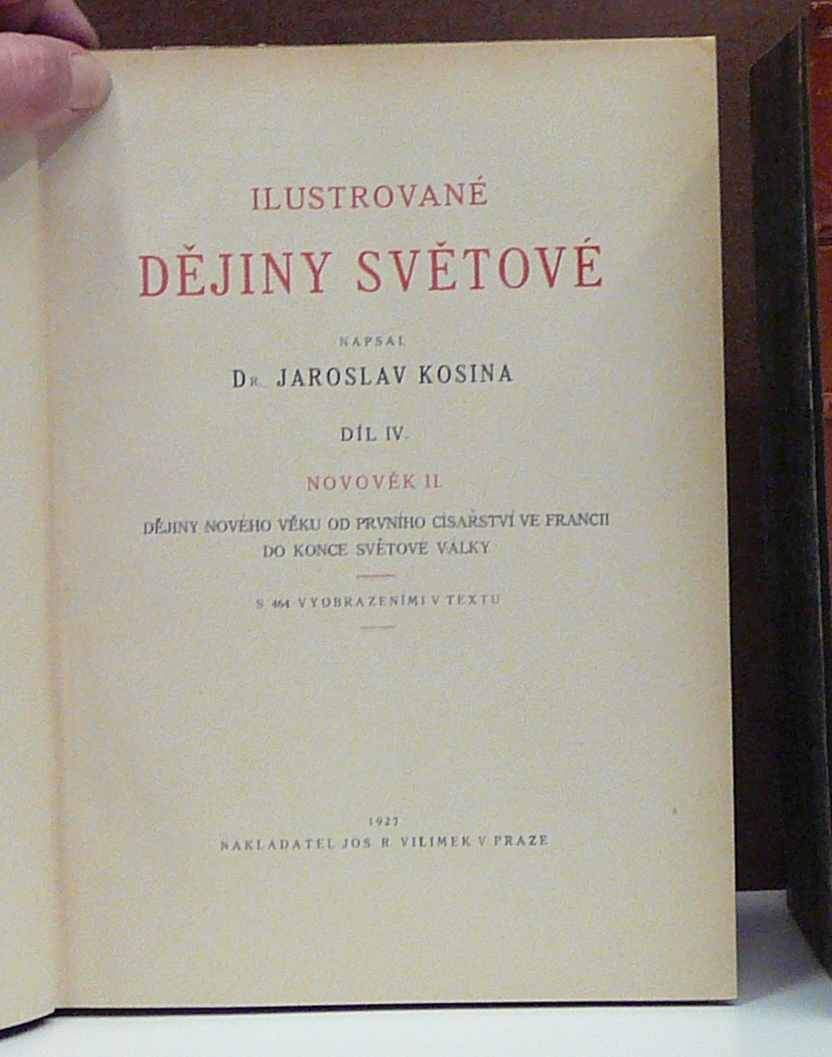 ILUSTROVANÉ
DĚJINY SVĚTOVÉ
NAPSAL
DR. JAROSLAV KOSINA
DÍL IV.
NOVOVĚK II.
DĚJINY NOVÉHO VĚKU OD PRVNÍHO CÍSAŘSTVÍ VE FRANCII
DO KONCE SVĚTOVÉ VÁLKY
S 464 VYOBRAZENÍMI V TEXTU
1927
NAKLADATEL JOS. R. VILÍMEK V PRAZE